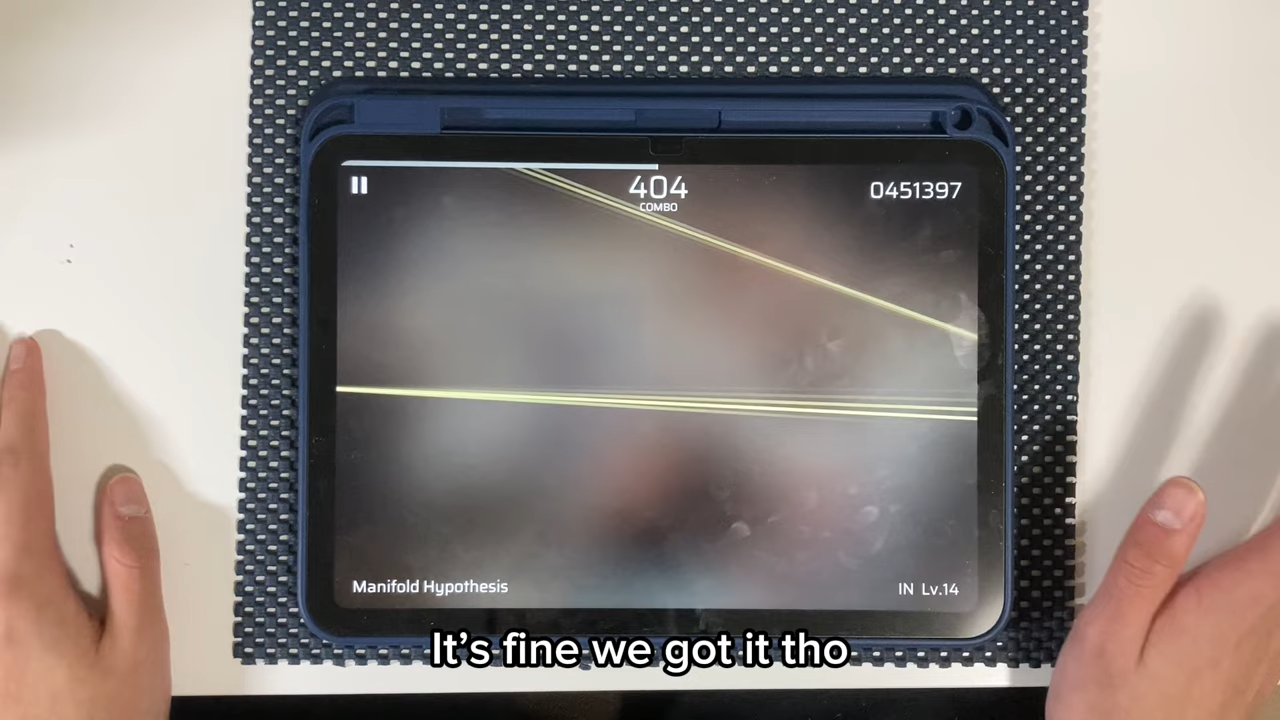 404
COMBO
0451397
Manifold Hypothesis
IN Lv.14
It's fine we got it tho